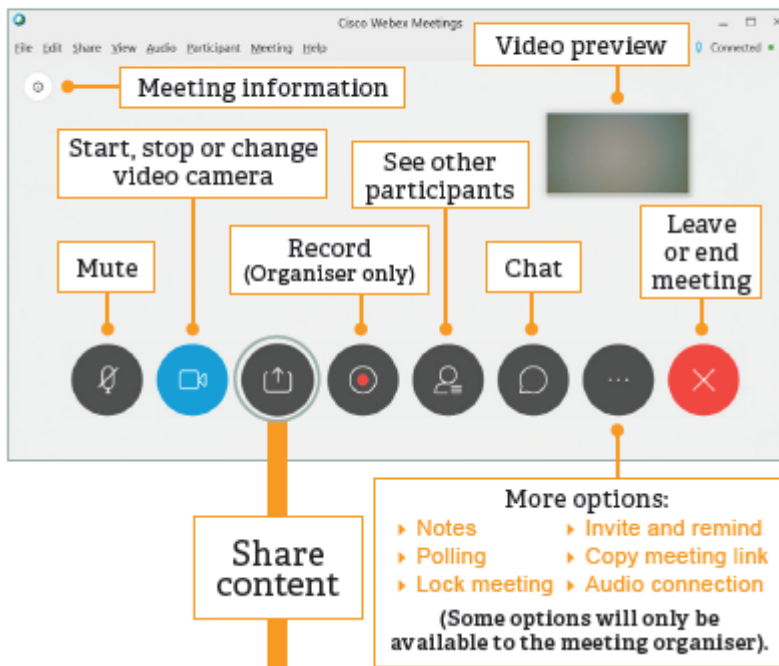 Cisco Webex Meetings
File Edit Share View Audio Participant Meeting Help
Connected
Video preview
Meeting information
Start, stop or change
video camera
See other
participants
Leave
or end
meeting
Mute
Record
(Organiser only)
Chat
Share
content
More options:
Notes
Invite and remind
Polling
Copy meeting link
Lock meeting
Audio connection
(Some options will only be
available to the meeting organiser).